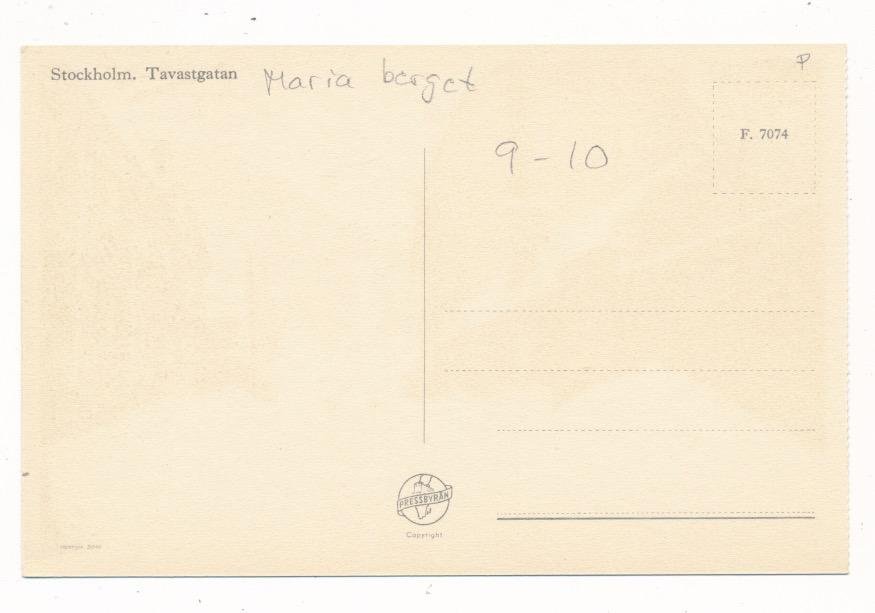 Stockholm. Tavastgatan Maria berget
P
F. 7074
9 - 10
PRESSBYRÅN
Copyright